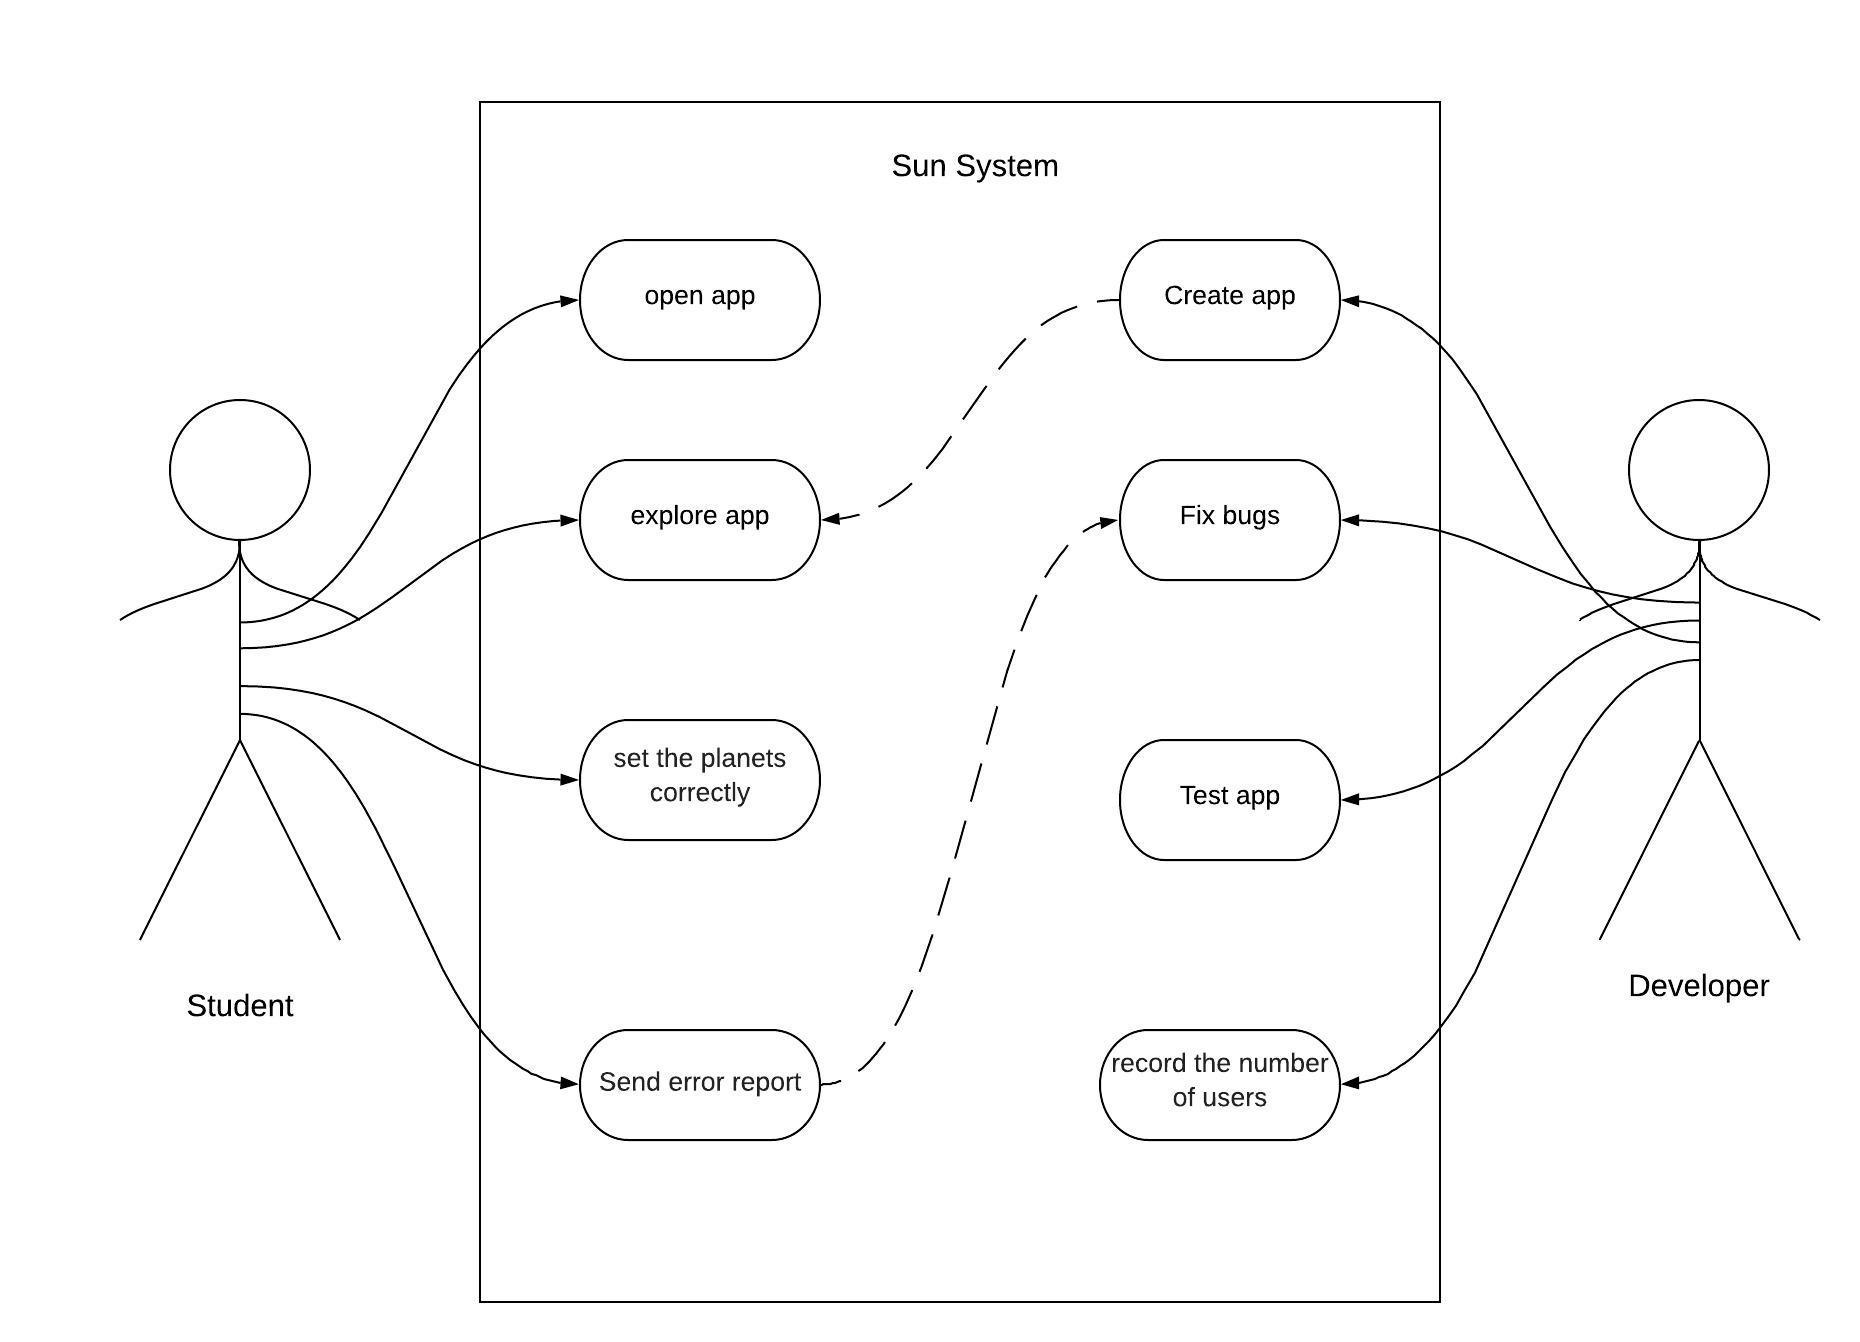 Sun System
open app
Create app
explore app
Fix bugs
set the planets
correctly
Test app
Student
Developer
Send error report
record the number
of users